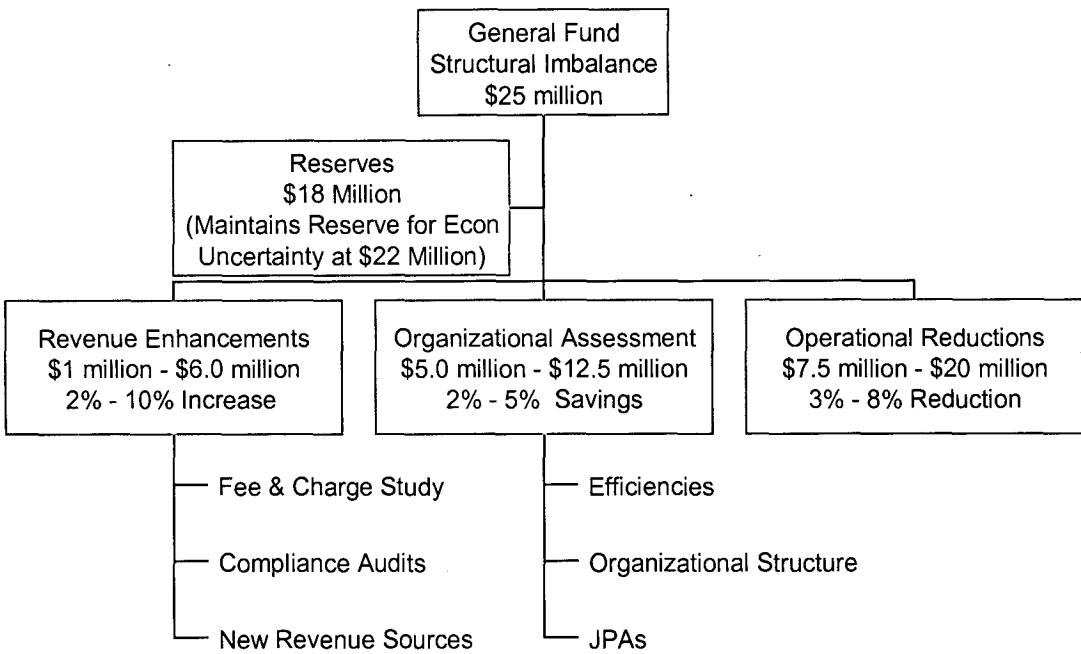 General Fund
Structural Imbalance
$25 million
Reserves
$18 Million
(Maintains Reserve for Econ
Uncertainty at $22 Million)
Revenue Enhancements
$1 million - $6.0 million
2% - 10% Increase
Organizational Assessment
$5.0 million - $12.5 million
2% - 5% Savings
Operational Reductions
$7.5 million - $20 million
3% - 8% Reduction
Fee & Charge Study
Compliance Audits
New Revenue Sources
Efficiencies
Organizational Structure
JPAs